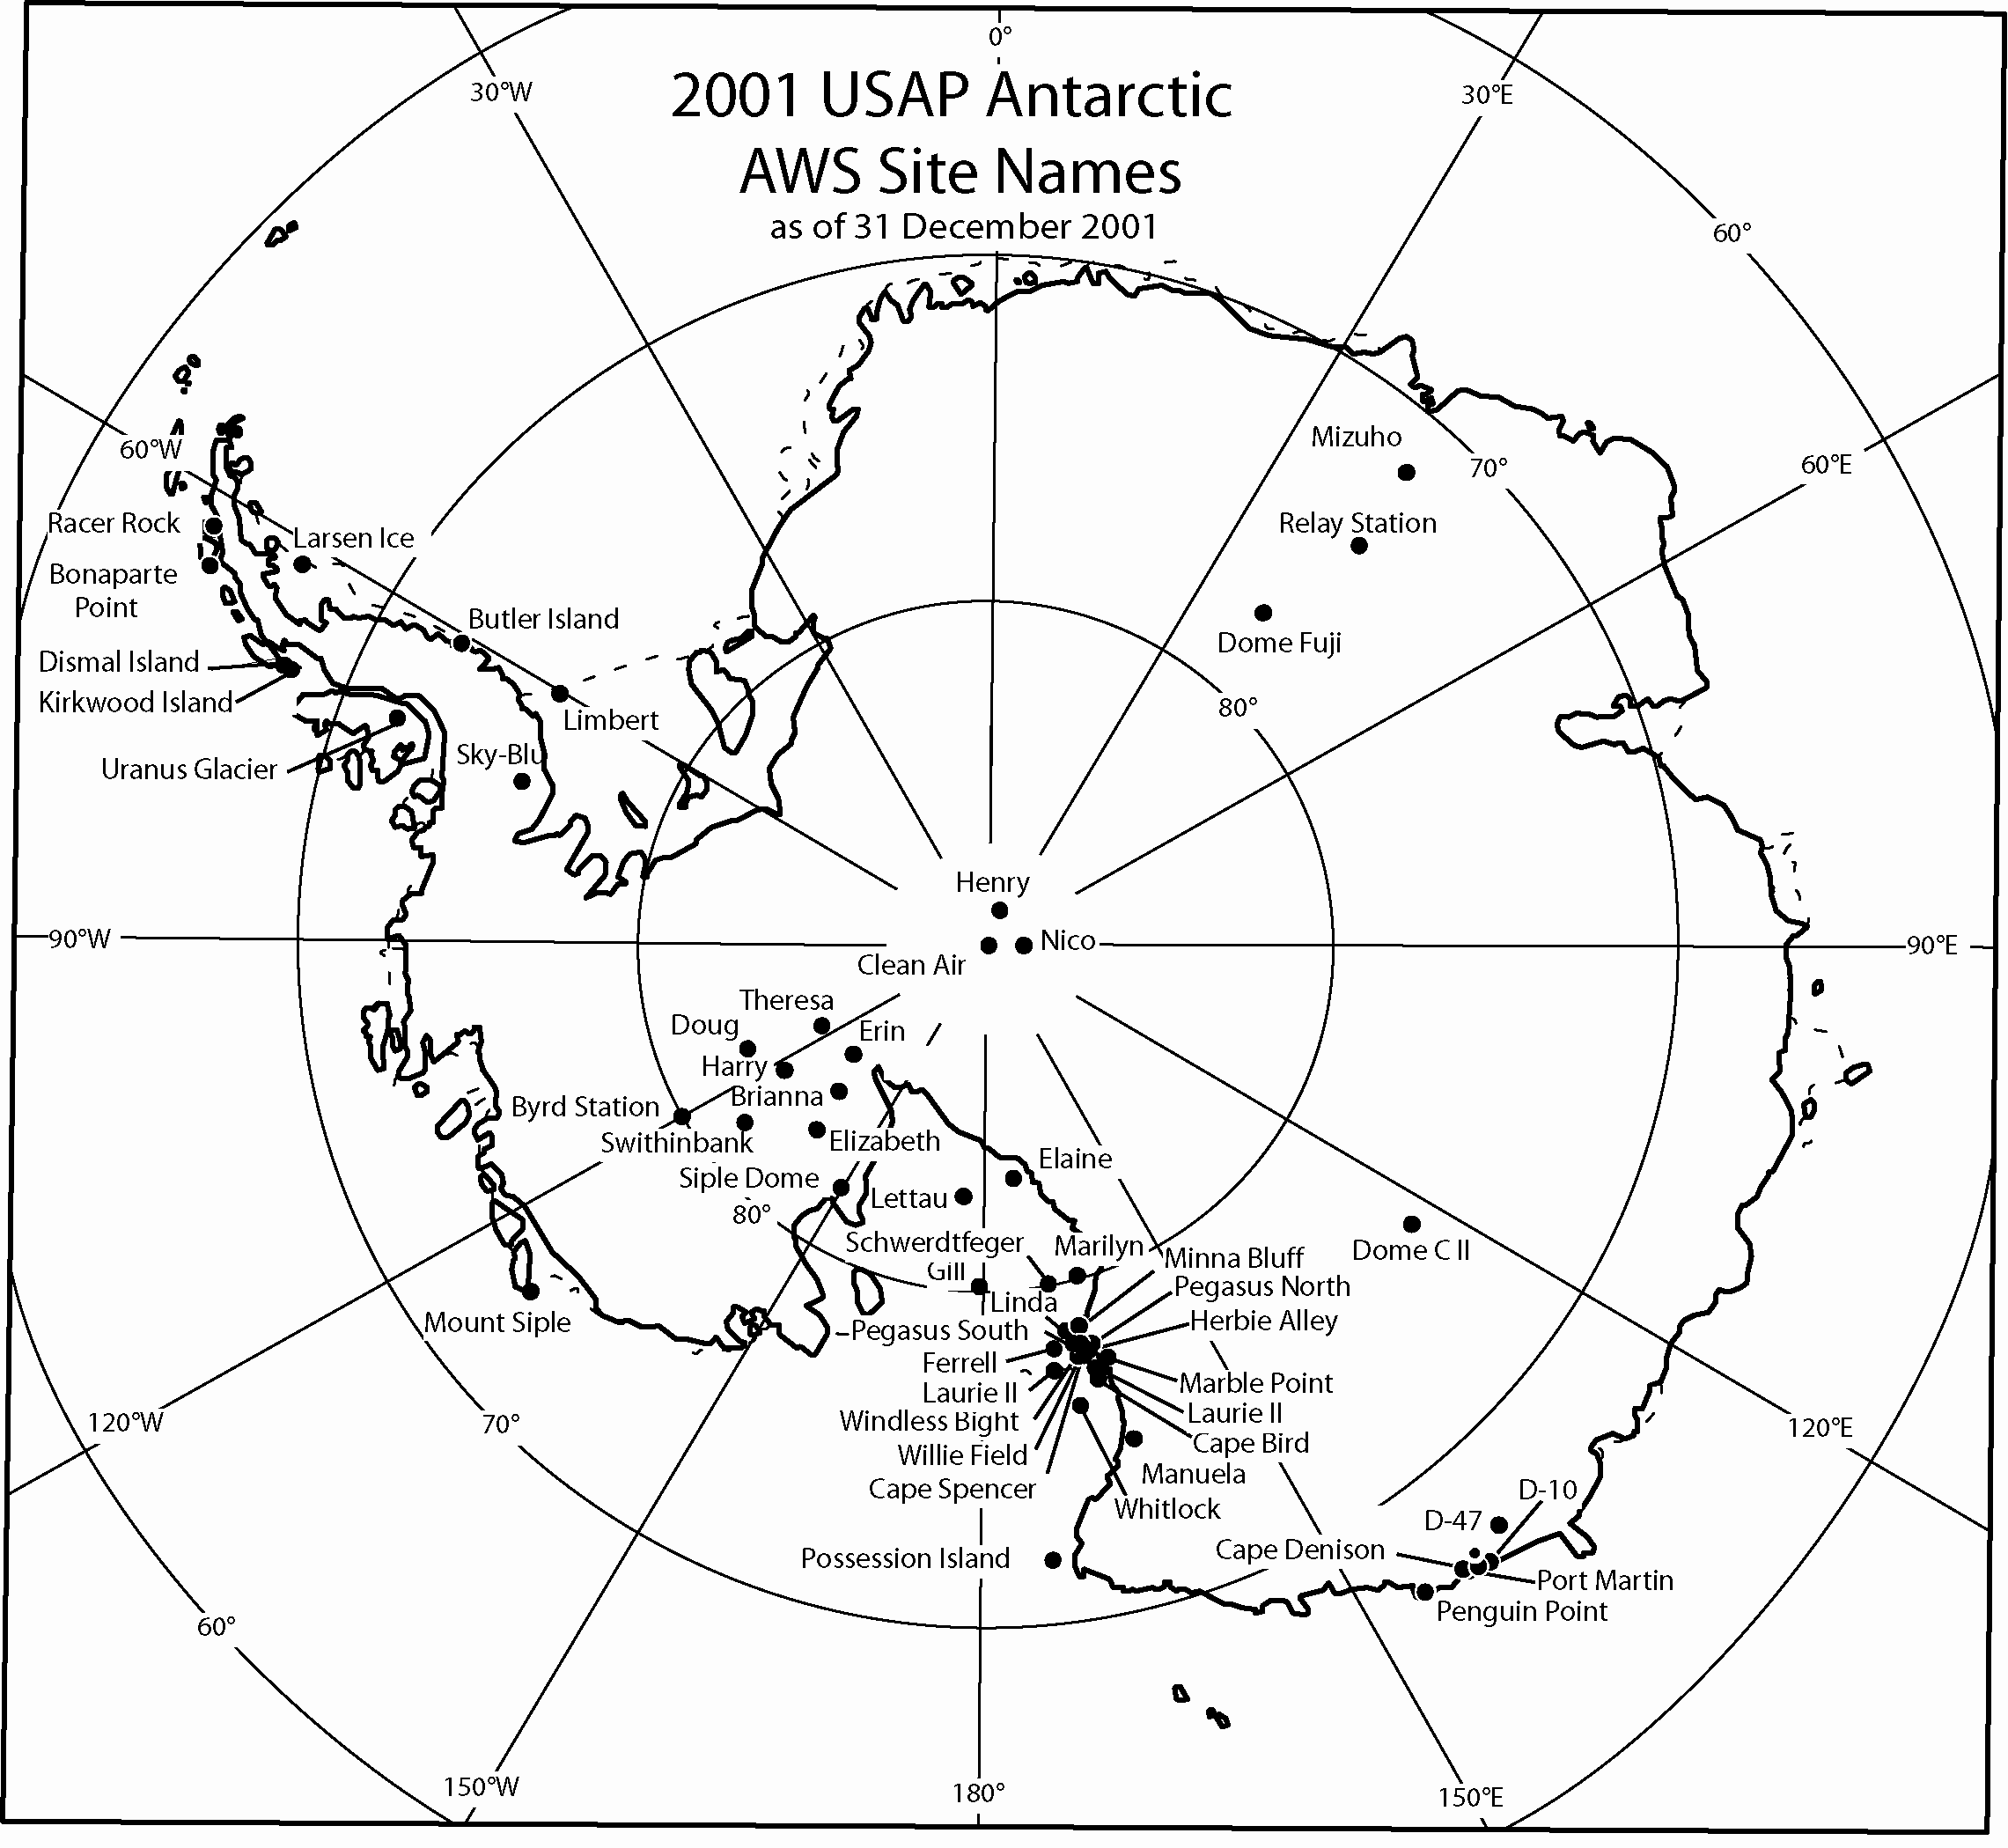 0°
30°W
30°E
2001 USAP Antarctic
AWS Site Names
as of 31 December 2001
60°
60°W
Mizuho
70°
60°E
Racer Rock
Larsen Ice
Relay Station
Bonaparte
Point
Butler Island
Dome Fuji
Dismal Island
Kirkwood Island
Limbert
80°
Uranus Glacier
Sky-Blu
Henry
90°W
Nico
90°E
Clean Air
Theresa
Doug
Erin
Harry
Brianna
Byrd Station
Swithinbank
Elizabeth
Elaine
Siple Dome
Lettau
80°
Schwerdtfeger
Marilyn
Minna Bluff
Dome C II
Gill
Pegasus North
Linda
Mount Siple
Pegasus South
Herbie Alley
Ferrell
Marble Point
Laurie II
Laurie II
120°W
70°
Windless Bight
Cape Bird
120°E
Willie Field
Manuela
Cape Spencer
Whitlock
D-10
D-47
Possession Island
Cape Denison
Port Martin
Penguin Point
60°
150°W
180°
150°E